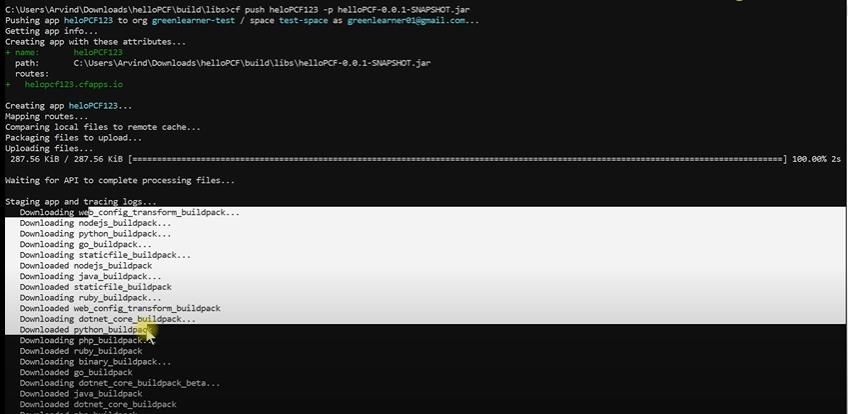 C:\Users\Arvind\Downloads\helloPCF\build\libs>cf push heloPCF123 -p helloPCF-0.0.1-SNAPSHOT.jar
Pushing app heloPCF123 to org greenlearner-test / space test-space as greenlearner01@gmail.com...
Getting app info...
Creating app with these attributes...
+ name:       heloPCF123
  path:       C:\Users\Arvind\Downloads\helloPCF\build\libs\helloPCF-0.0.1-SNAPSHOT.jar
  routes:
+   helopcf123.cfapps.io
Creating app heloPCF123...
Mapping routes...
Comparing local files to remote cache...
Packaging files to upload...
Uploading files...
 287.56 KiB / 287.56 KiB [=====================================================================================] 100.00% 2s
Waiting for API to complete processing files...
Staging app and tracing logs...
   Downloading web_config_transform_buildpack...
   Downloading nodejs_buildpack...
   Downloading python_buildpack...
   Downloading go_buildpack...
   Downloading staticfile_buildpack...
   Downloaded nodejs_buildpack
   Downloading java_buildpack...
   Downloaded staticfile_buildpack
   Downloading ruby_buildpack...
   Downloaded web_config_transform_buildpack
   Downloading dotnet_core_buildpack...
   Downloaded python_buildpack
   Downloading php_buildpack...
   Downloaded ruby_buildpack
   Downloading binary_buildpack...
   Downloaded go_buildpack
   Downloading dotnet_core_buildpack_beta...
   Downloaded java_buildpack
   Downloaded dotnet_core_buildpack